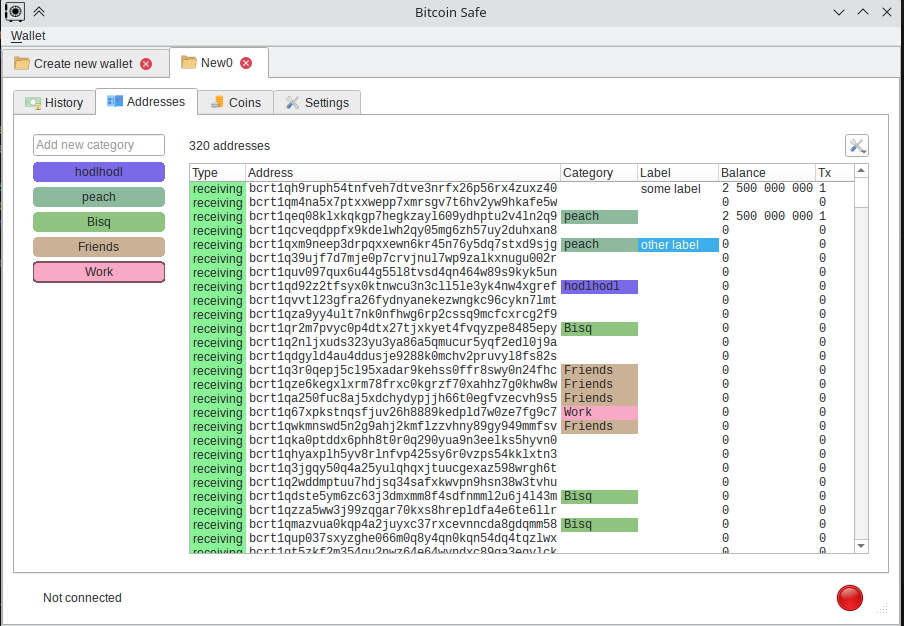 Bitcoin Safe
Wallet
Create new wallet New0
History Addresses Coins Settings
Add new category 320 addresses
hodlhodl
peach
Bisq
Friends
Work
Type Address Category Label Balance Tx
receiving bcrt1qh9ruph54tnfveh7dtve3nrfx26p56rx4zuxz40 some label 2 500 000 000 1
receiving bcrt1qm4na5x7ptxxwepp7xmrsgv7t6hv2yw9hkafe5w 0 0
receiving bcrt1qeq08klxkqkgp7hegkzayl609ydhptu2v4ln2q9 peach 2 500 000 000 1
receiving bcrt1qcveqdppfx9kdelwh2qy05mg6zh57uy2duhxan8 0 0
receiving bcrt1qxm9neep3drpqxxewn6kr45n76y5dq7stxd9sjg peach other label 0 0
receiving bcrt1q39ujf7d7mje0p7crvjnul7wp9zalkxnugu002r 0 0
receiving bcrt1quv097qux6u44g55l8tvsd4qn464w89s9kyk5un 0 0
receiving bcrt1qd92z2tfsyx0ktnwcu3n3cll5le3yk4nw4xgref hodlhodl 0 0
receiving bcrt1qvvtl23gfra26fydnyanekezwngkc96cykn7lmt 0 0
receiving bcrt1qza9yy4ult7nk0nfhwg6rp2cssq9mcfcxrcg2f9 0 0
receiving bcrt1qr2m7pvyc0p4dtx27tjxkyet4fvqyzpe8485epy Bisq 0 0
receiving bcrt1q2nljxuds323yu3ya86a5qmucur5yqf2edl0j9a 0 0
receiving bcrt1qdgyld4au4ddusje9288k0mchv2pruvyl8fs82s 0 0
receiving bcrt1q3r0qepj5cl95xadar9kehss0ffr8swy0n24fhc Friends 0 0
receiving bcrt1qze6kegxlxrm78frxc0kgrzf70xahhz7g0khw8w Friends 0 0
receiving bcrt1qa250fuc8aj5xdchydypjjh66t0egfvzecvh9s5 Friends 0 0
receiving bcrt1q67xpkstnqsfjuv26h8889kedpld7w0ze7fg9c7 Work 0 0
receiving bcrt1qwkmnswd5n2g9ahj2kmflzzvhny89gy949mmfsv Friends 0 0
receiving bcrt1qka0ptddx6phh8t0r0q290yua9n3eelks5hyvn0 0 0
receiving bcrt1qhyaxplh5yv8rlnfvp425sy6r0vzps54kklxtn3 0 0
receiving bcrt1q3jgqy50q4a25yulqhqxjtuucgexaz598wrgh6t 0 0
receiving bcrt1q2wddmptuu7hdjsq34safxkwvpn9hsn38w3tvhu 0 0
receiving bcrt1qdste5ym6zc63j3dmxmm8f4sdfnmml2u6j4l43m Bisq 0 0
receiving bcrt1qzza5ww3j99zqgar70kxs8hrepldfa4e6te6llr 0 0
receiving bcrt1qmazvua0kqp4a2juyxc37rxcevnncda8gdqmm58 Bisq 0 0
receiving bcrt1qup037sxyzghe066m0q8y4qn0kqn54dq4tqzlwx 0 0
receiving 0 0
Not connected